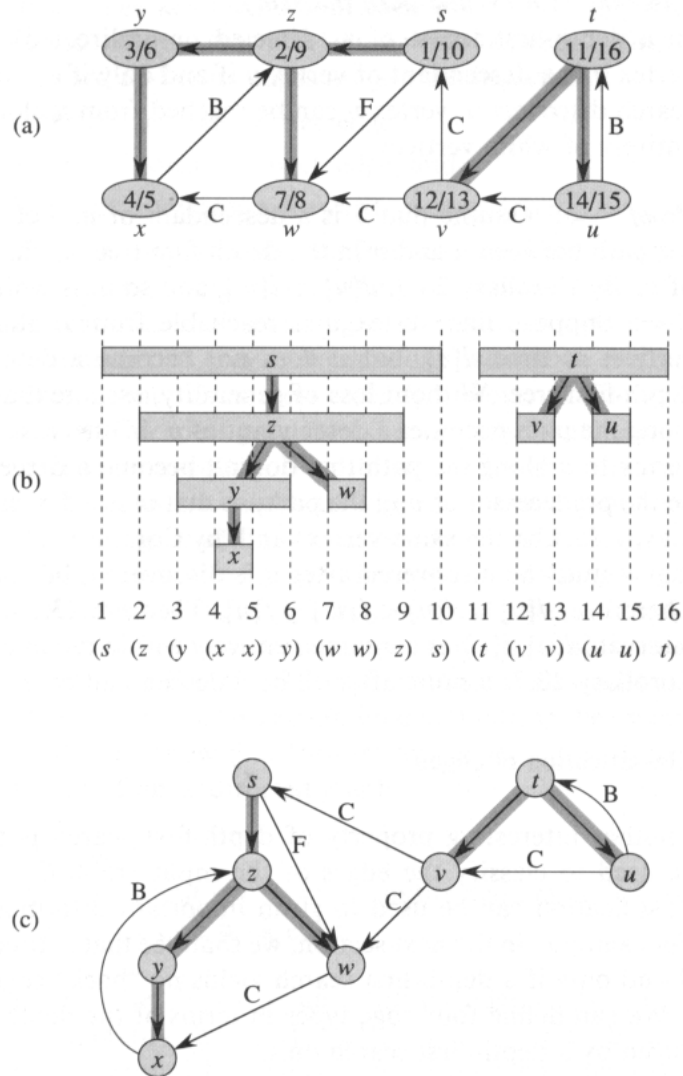 y z s t
3/6 2/9 1/10 11/16
(a) B F C B
4/5 C 7/8 C 12/13 C 14/15
x w v u
s t
z v u
(b) y w
x
1 2 3 4 5 6 7 8 9 10 11 12 13 14 15 16
(s (z (y (x x) y) (w w) z) s) (t (v v) (u u) t)
s t
C B
F
B z v C u
C
(c) y w
C
x